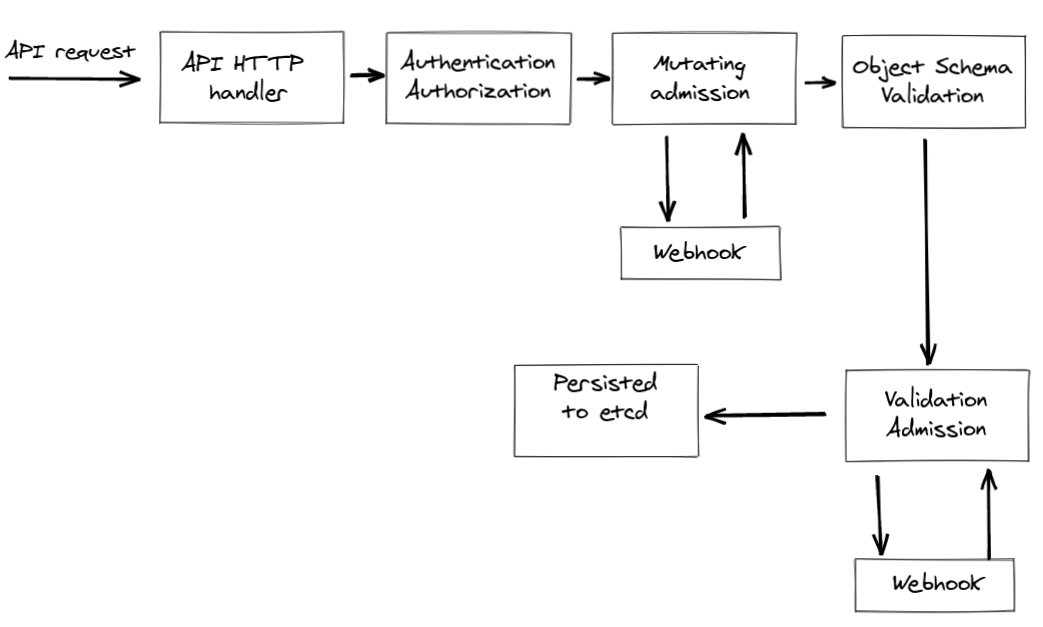 API request
API HTTP
handler
Authentication
Authorization
Mutating
admission
Object Schema
Validation
Webhook
Persisted
to etcd
Validation
Admission
Webhook